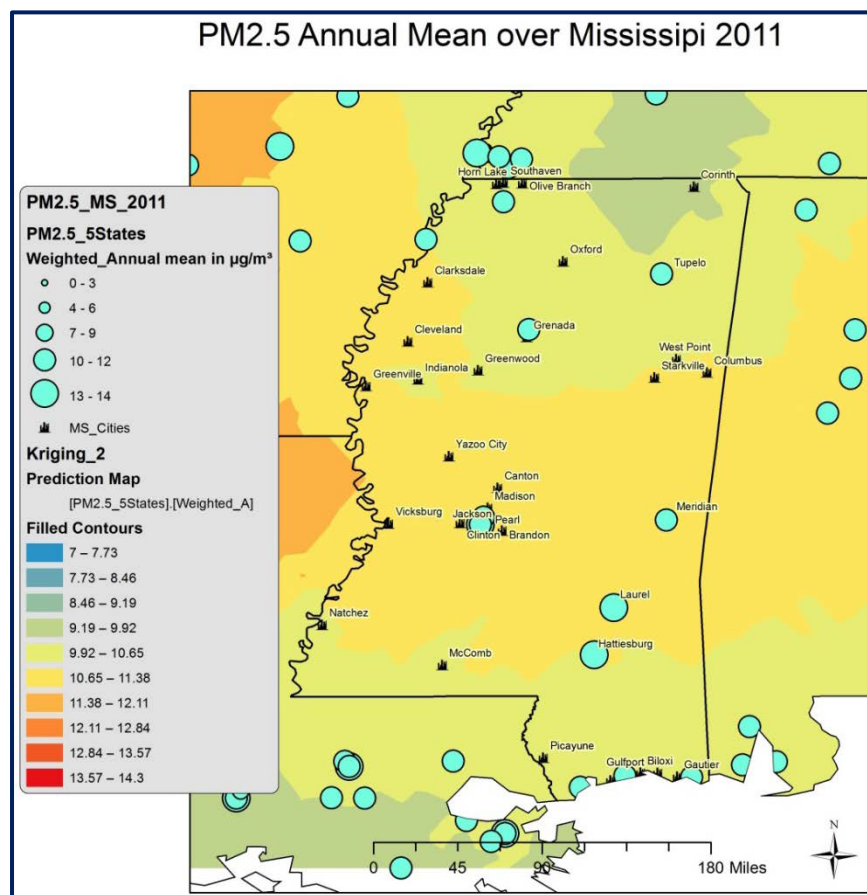 PM2.5 Annual Mean over Mississipi 2011
PM2.5_MS_2011
PM2.5_5States
Weighted_Annual mean in µg/m³
0 - 3
4 - 6
7 - 9
10 - 12
13 - 14
MS_Cities
Kriging_2
Prediction Map
[PM2.5_5States].[Weighted_A]
Filled Contours
7 – 7.73
7.73 – 8.46
8.46 – 9.19
9.19 – 9.92
9.92 – 10.65
10.65 – 11.38
11.38 – 12.11
12.11 – 12.84
12.84 – 13.57
13.57 – 14.3
Horn Lake Southaven
Olive Branch
Corinth
Oxford
Tupelo
Clarksdale
Cleveland
Grenada
West Point
Greenwood
Indianola
Columbus
Starkville
Greenville
Yazoo City
Canton
Madison
Vicksburg
Jackson
Pearl
Meridian
Clinton
Brandon
Laurel
Natchez
Hattiesburg
McComb
Picayune
Gulfport
Biloxi
Gautier
N
0 45 90 180 Miles